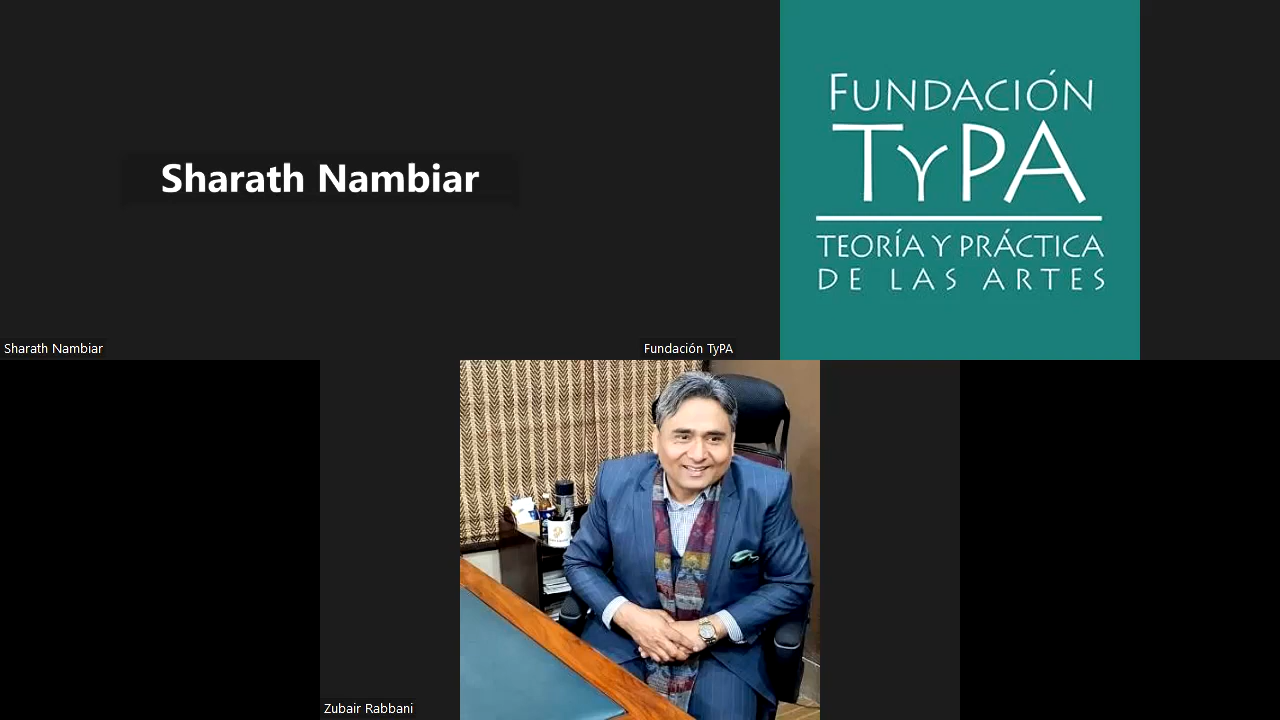 Sharath Nambiar
FUNDACIÓN
TYPA
TEORÍA Y PRÁCTICA
DE LAS ARTES
Sharath Nambiar
Fundación TyPA
Zubair Rabbani